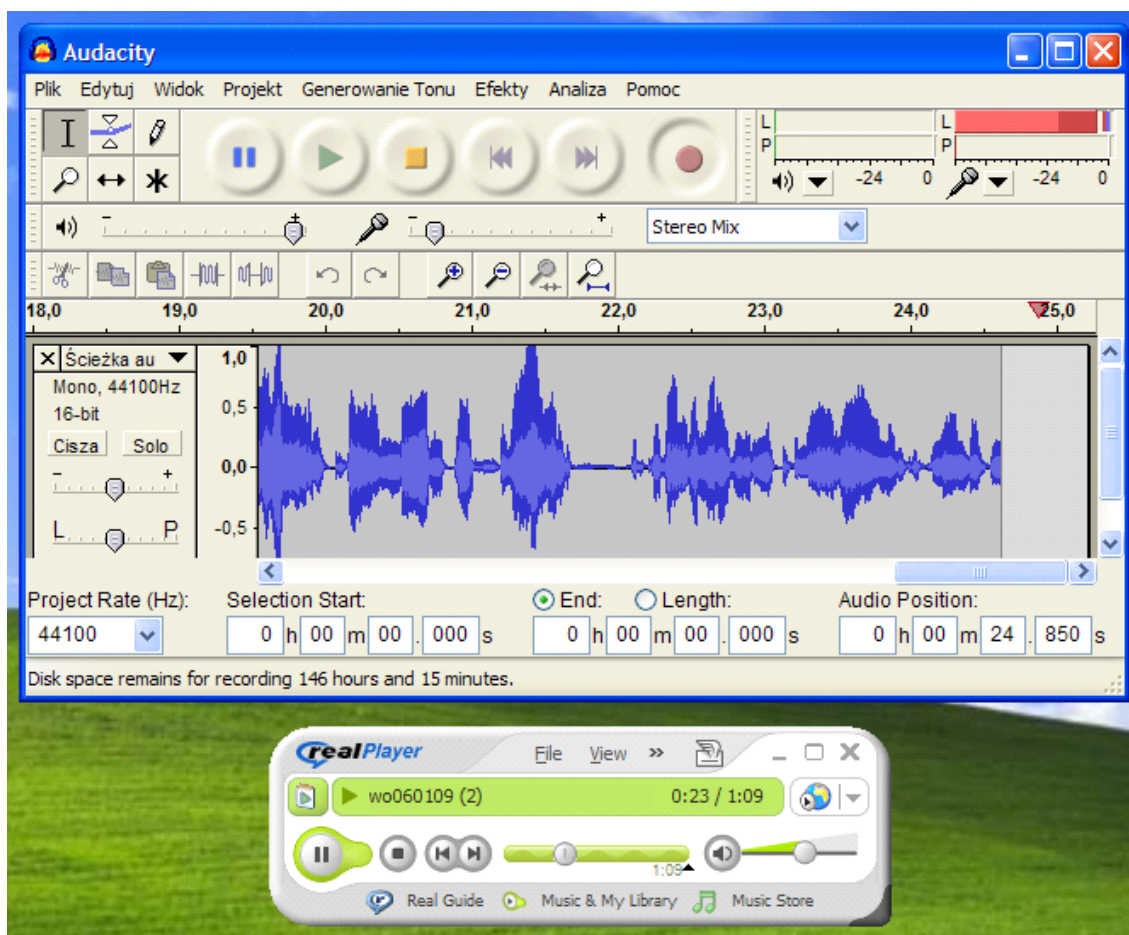 Audacity
Plik Edytuj Widok Projekt Generowanie Tonu Efekty Analiza Pomoc
L
P
-24 0
L
P
-24 0
- +
- +
Stereo Mix
18,0 19,0 20,0 21,0 22,0 23,0 24,0 25,0
Ścieżka au
Mono, 44100Hz
16-bit
Cisza Solo
- +
L P
1,0
0,5
0,0
-0,5
Project Rate (Hz): Selection Start: End: Length: Audio Position:
44100 0 h 00 m 00 . 000 s 0 h 00 m 00 . 000 s 0 h 00 m 24 . 850 s
Disk space remains for recording 146 hours and 15 minutes.
realPlayer File View »
wo060109 (2) 0:23 / 1:09
1:09
Real Guide Music & My Library Music Store